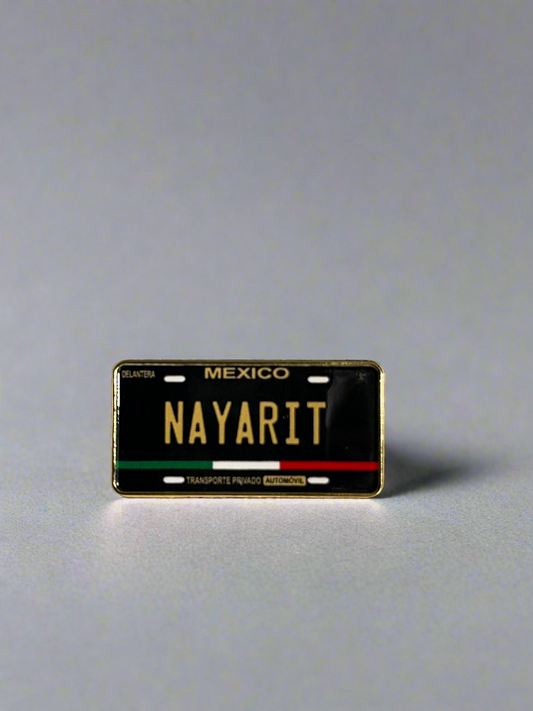 DELANTERA
MEXICO
NAYARIT
TRANSPORTE PRIVADO AUTOMÓVIL